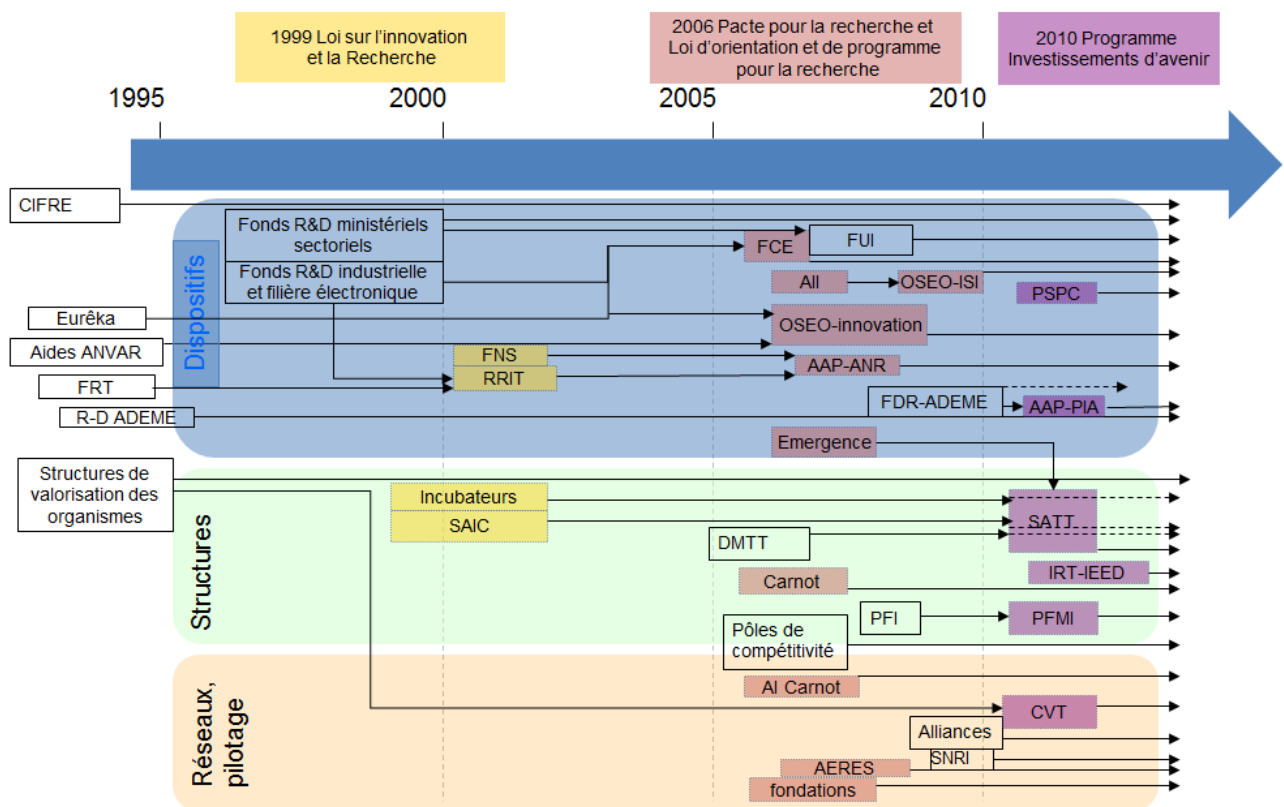 1999 Loi sur l'innovation
et la Recherche
2006 Pacte pour la recherche et
Loi d'orientation et de programme
pour la recherche
2010 Programme
Investissements d'avenir
1995
2000
2005
2010
CIFRE
Dispositifs
Fonds R&D ministériels
sectoriels
Fonds R&D industrielle
et filière électronique
FCE
FUI
AII
OSEO-ISI
PSPC
Eurêka
OSEO-innovation
Aides ANVAR
FNS
RRIT
AAP-ANR
FRT
FDR-ADEME
AAP-PIA
R-D ADEME
Emergence
Structures de
valorisation des
organismes
Structures
Incubateurs
SAIC
SATT
DMTT
IRT-IEED
Carnot
PFI
PFMI
Pôles de
compétitivité
Réseaux,
pilotage
AI Carnot
CVT
Alliances
SNRI
AERES
fondations